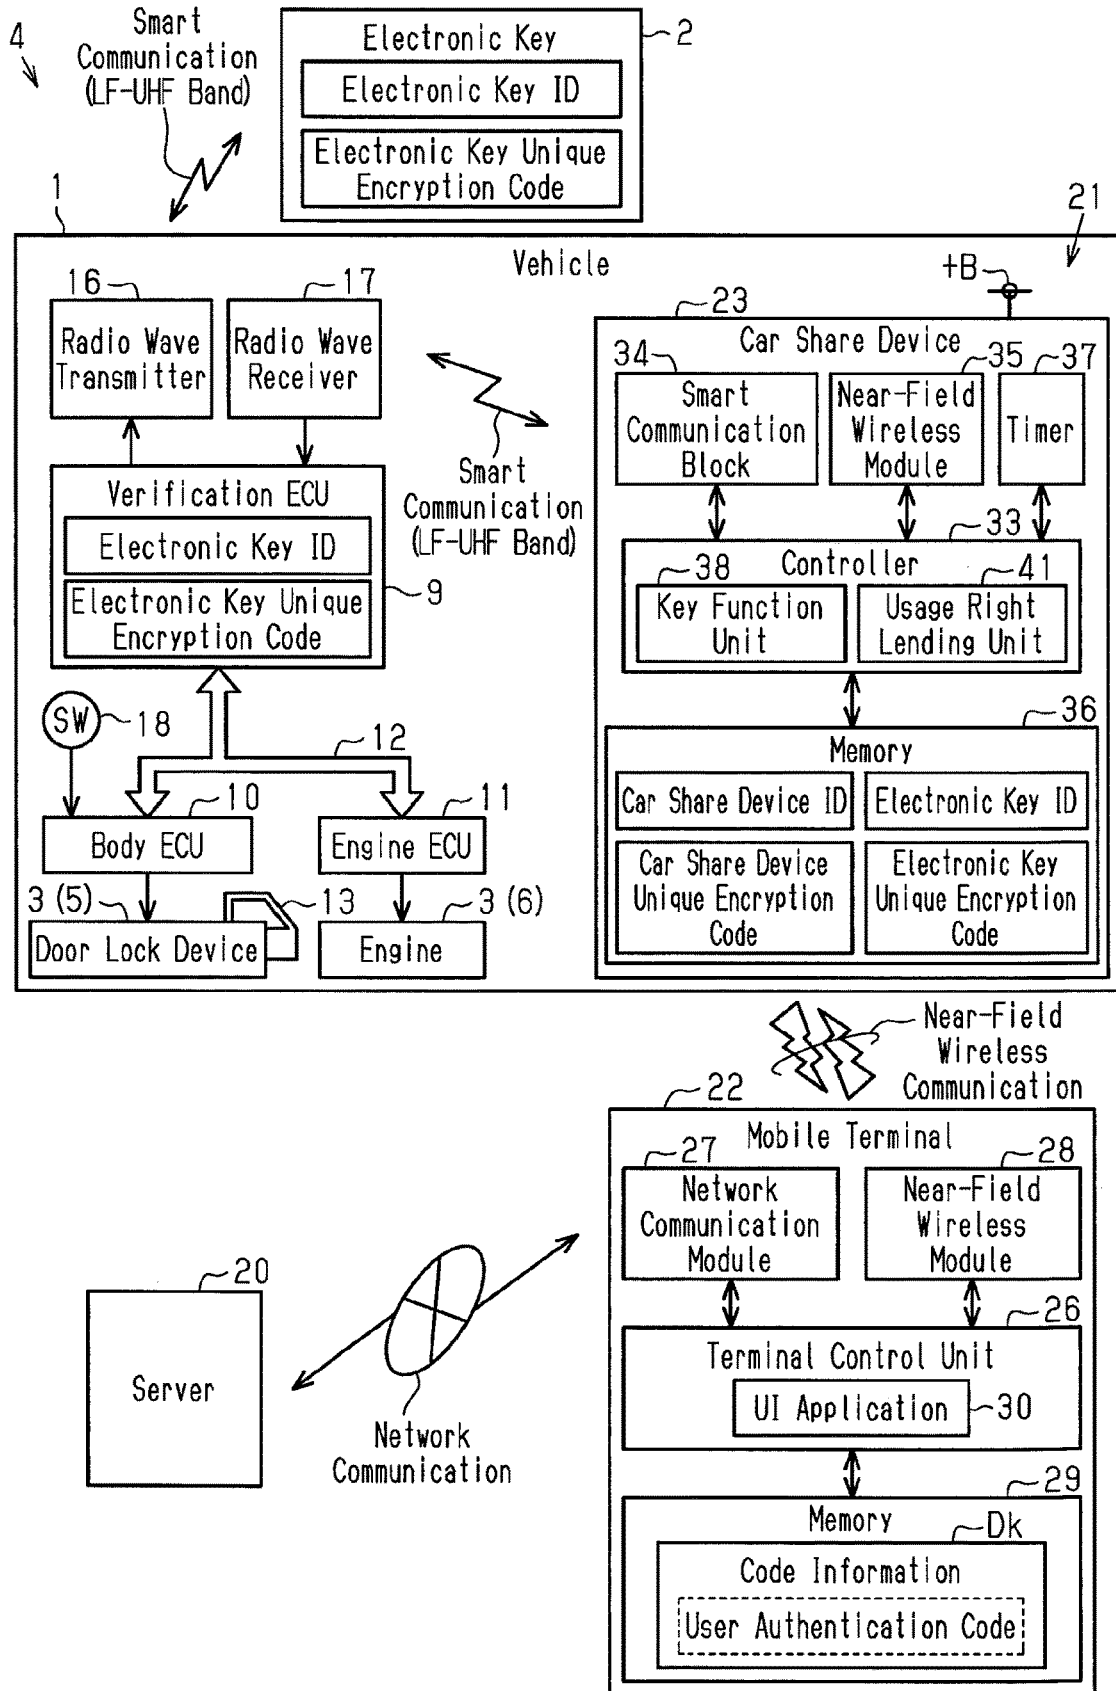 4
Smart
Communication
(LF-UHF Band)
Electronic Key
2
Electronic Key ID
Electronic Key Unique
Encryption Code
1
Vehicle
21
+B
16
Radio Wave
Transmitter
17
Radio Wave
Receiver
Smart
Communication
(LF-UHF Band)
Verification ECU
Electronic Key ID
Electronic Key Unique
Encryption Code
9
SW
18
12
10
Body ECU
11
Engine ECU
3 (5)
Door Lock Device
13
3 (6)
Engine
23
Car Share Device
34
Smart
Communication
Block
35
Near-Field
Wireless
Module
37
Timer
33
Controller
38
Key Function
Unit
41
Usage Right
Lending Unit
36
Memory
Car Share Device ID
Electronic Key ID
Car Share Device
Unique Encryption
Code
Electronic Key
Unique Encryption
Code
Near-Field
Wireless
Communication
22
Mobile Terminal
27
Network
Communication
Module
28
Near-Field
Wireless
Module
26
Terminal Control Unit
UI Application
30
29
Memory
Dk
Code Information
User Authentication Code
20
Server
Network
Communication